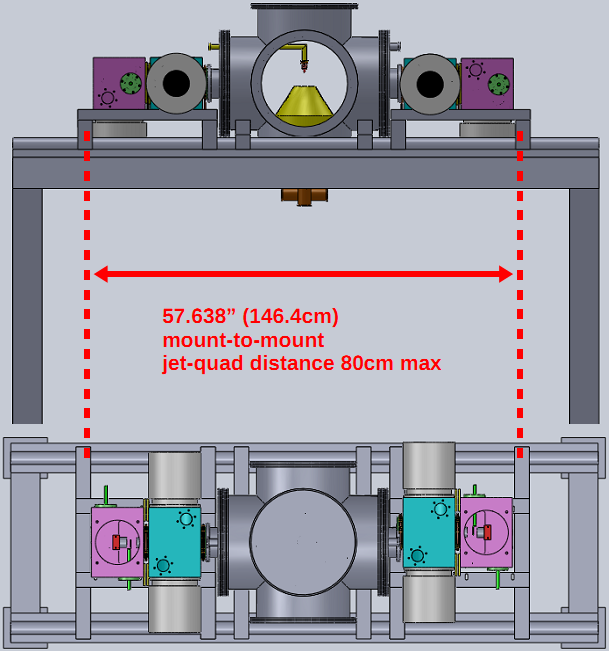 57.638” (146.4cm)
mount-to-mount
jet-quad distance 80cm max